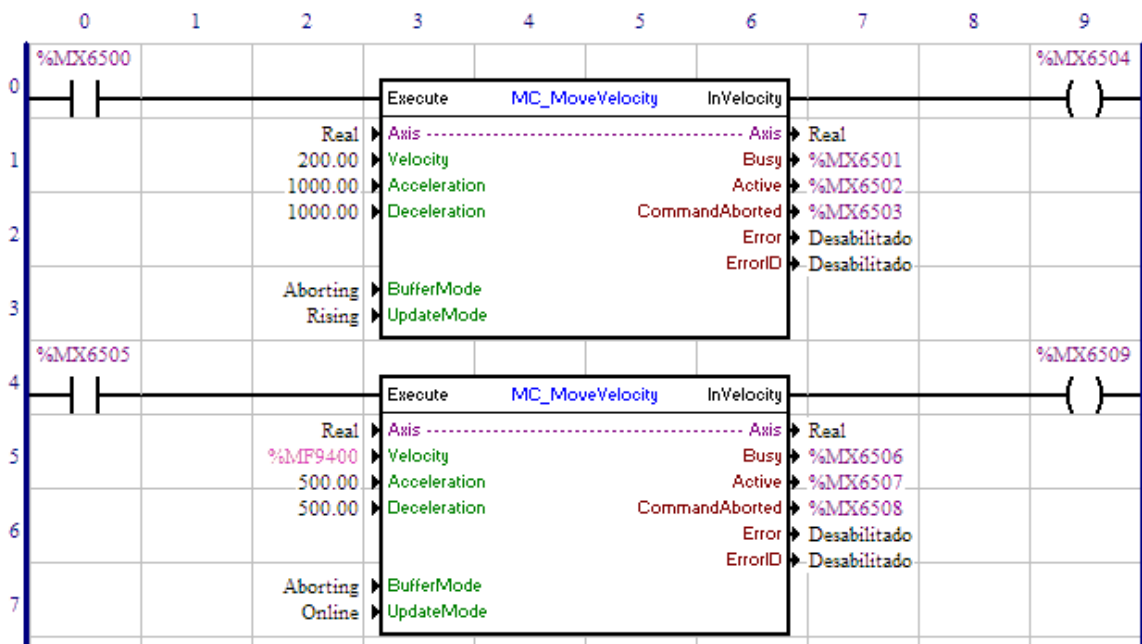 0 1 2 3 4 5 6 7 8 9
%MX6500 %MX6504
0
Execute MC_MoveVelocity InVelocity
Real Axis Axis Real
1 200.00 Velocity Busy %MX6501
1000.00 Acceleration Active %MX6502
1000.00 Deceleration CommandAborted %MX6503
2 Error Desabilitado
ErrorID Desabilitado
Aborting BufferMode
3 Rising UpdateMode
%MX6505 %MX6509
4
Execute MC_MoveVelocity InVelocity
Real Axis Axis Real
5 %MF9400 Velocity Busy %MX6506
500.00 Acceleration Active %MX6507
500.00 Deceleration CommandAborted %MX6508
6 Error Desabilitado
ErrorID Desabilitado
Aborting BufferMode
7 Online UpdateMode